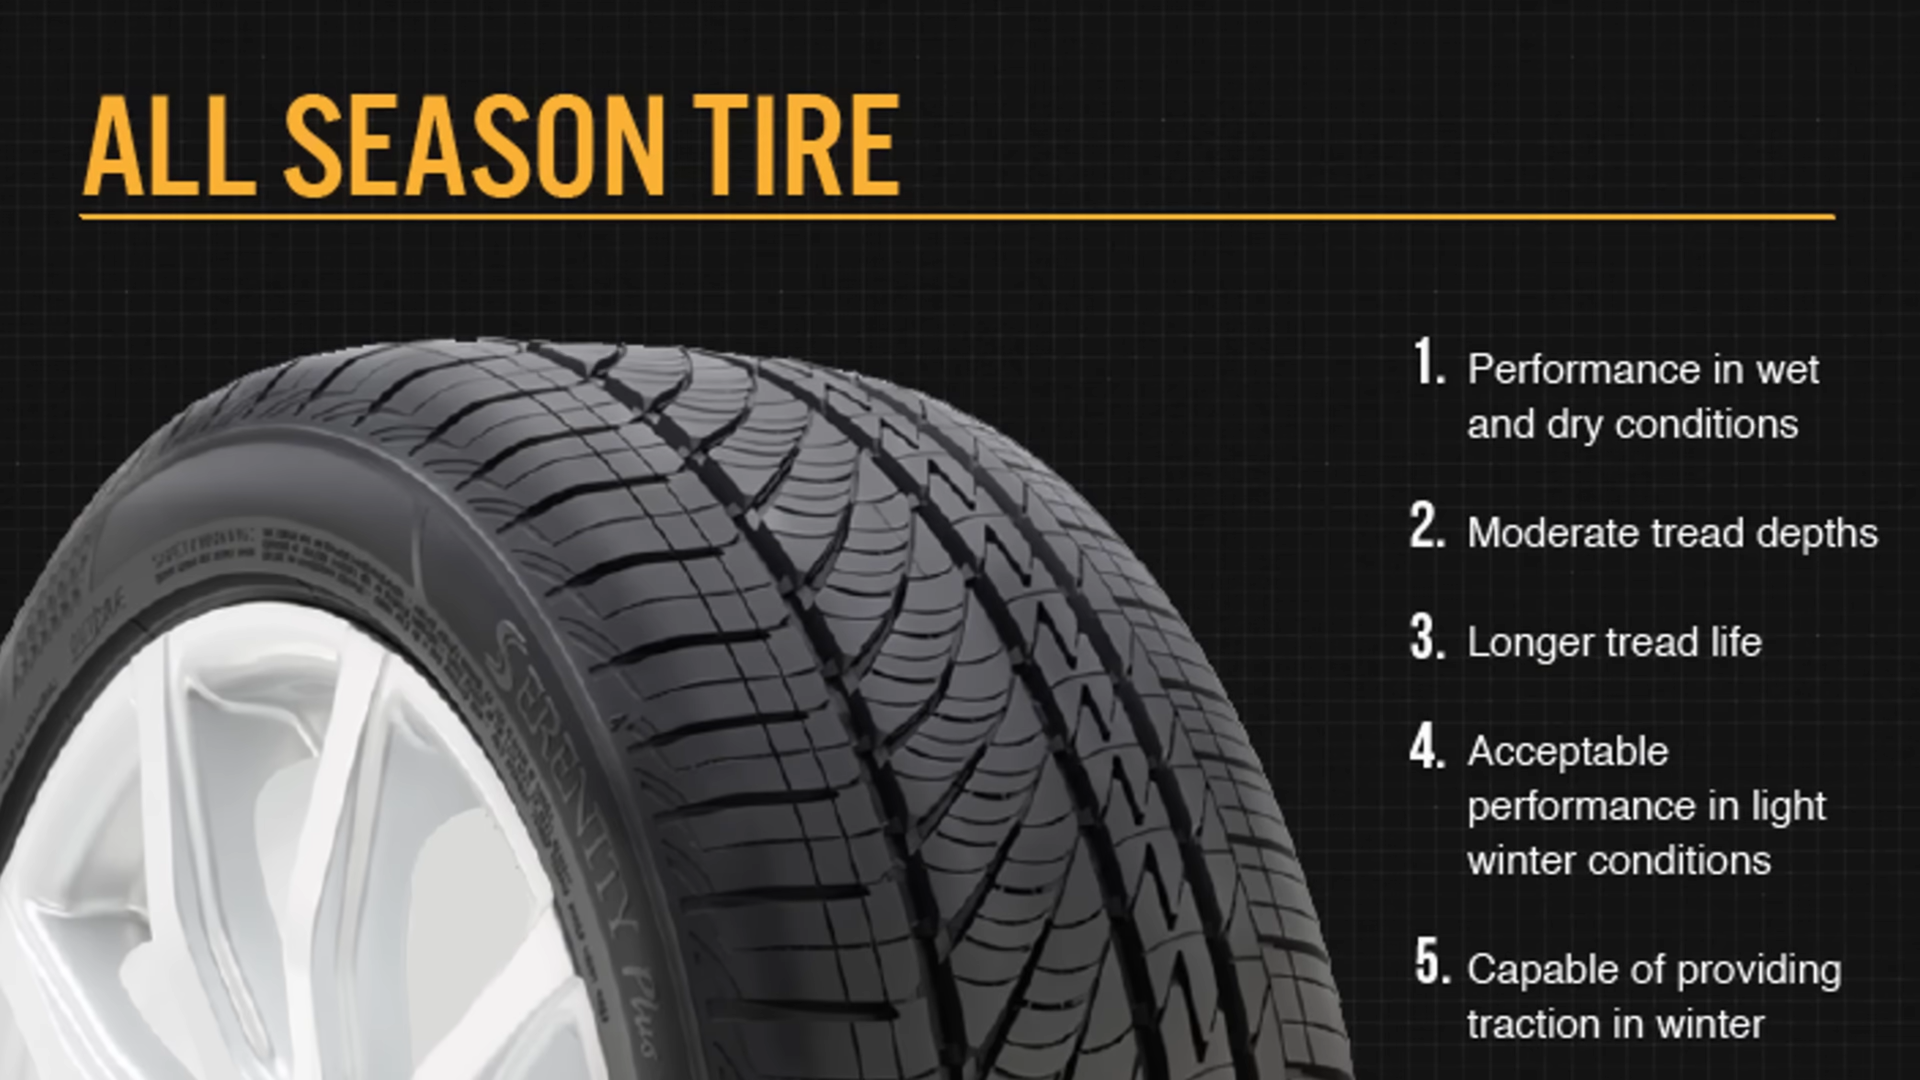 ALL SEASON TIRE
1. Performance in wet
and dry conditions
2. Moderate tread depths
3. Longer tread life
4. Acceptable
performance in light
winter conditions
5. Capable of providing
traction in winter
SERENITY Plus